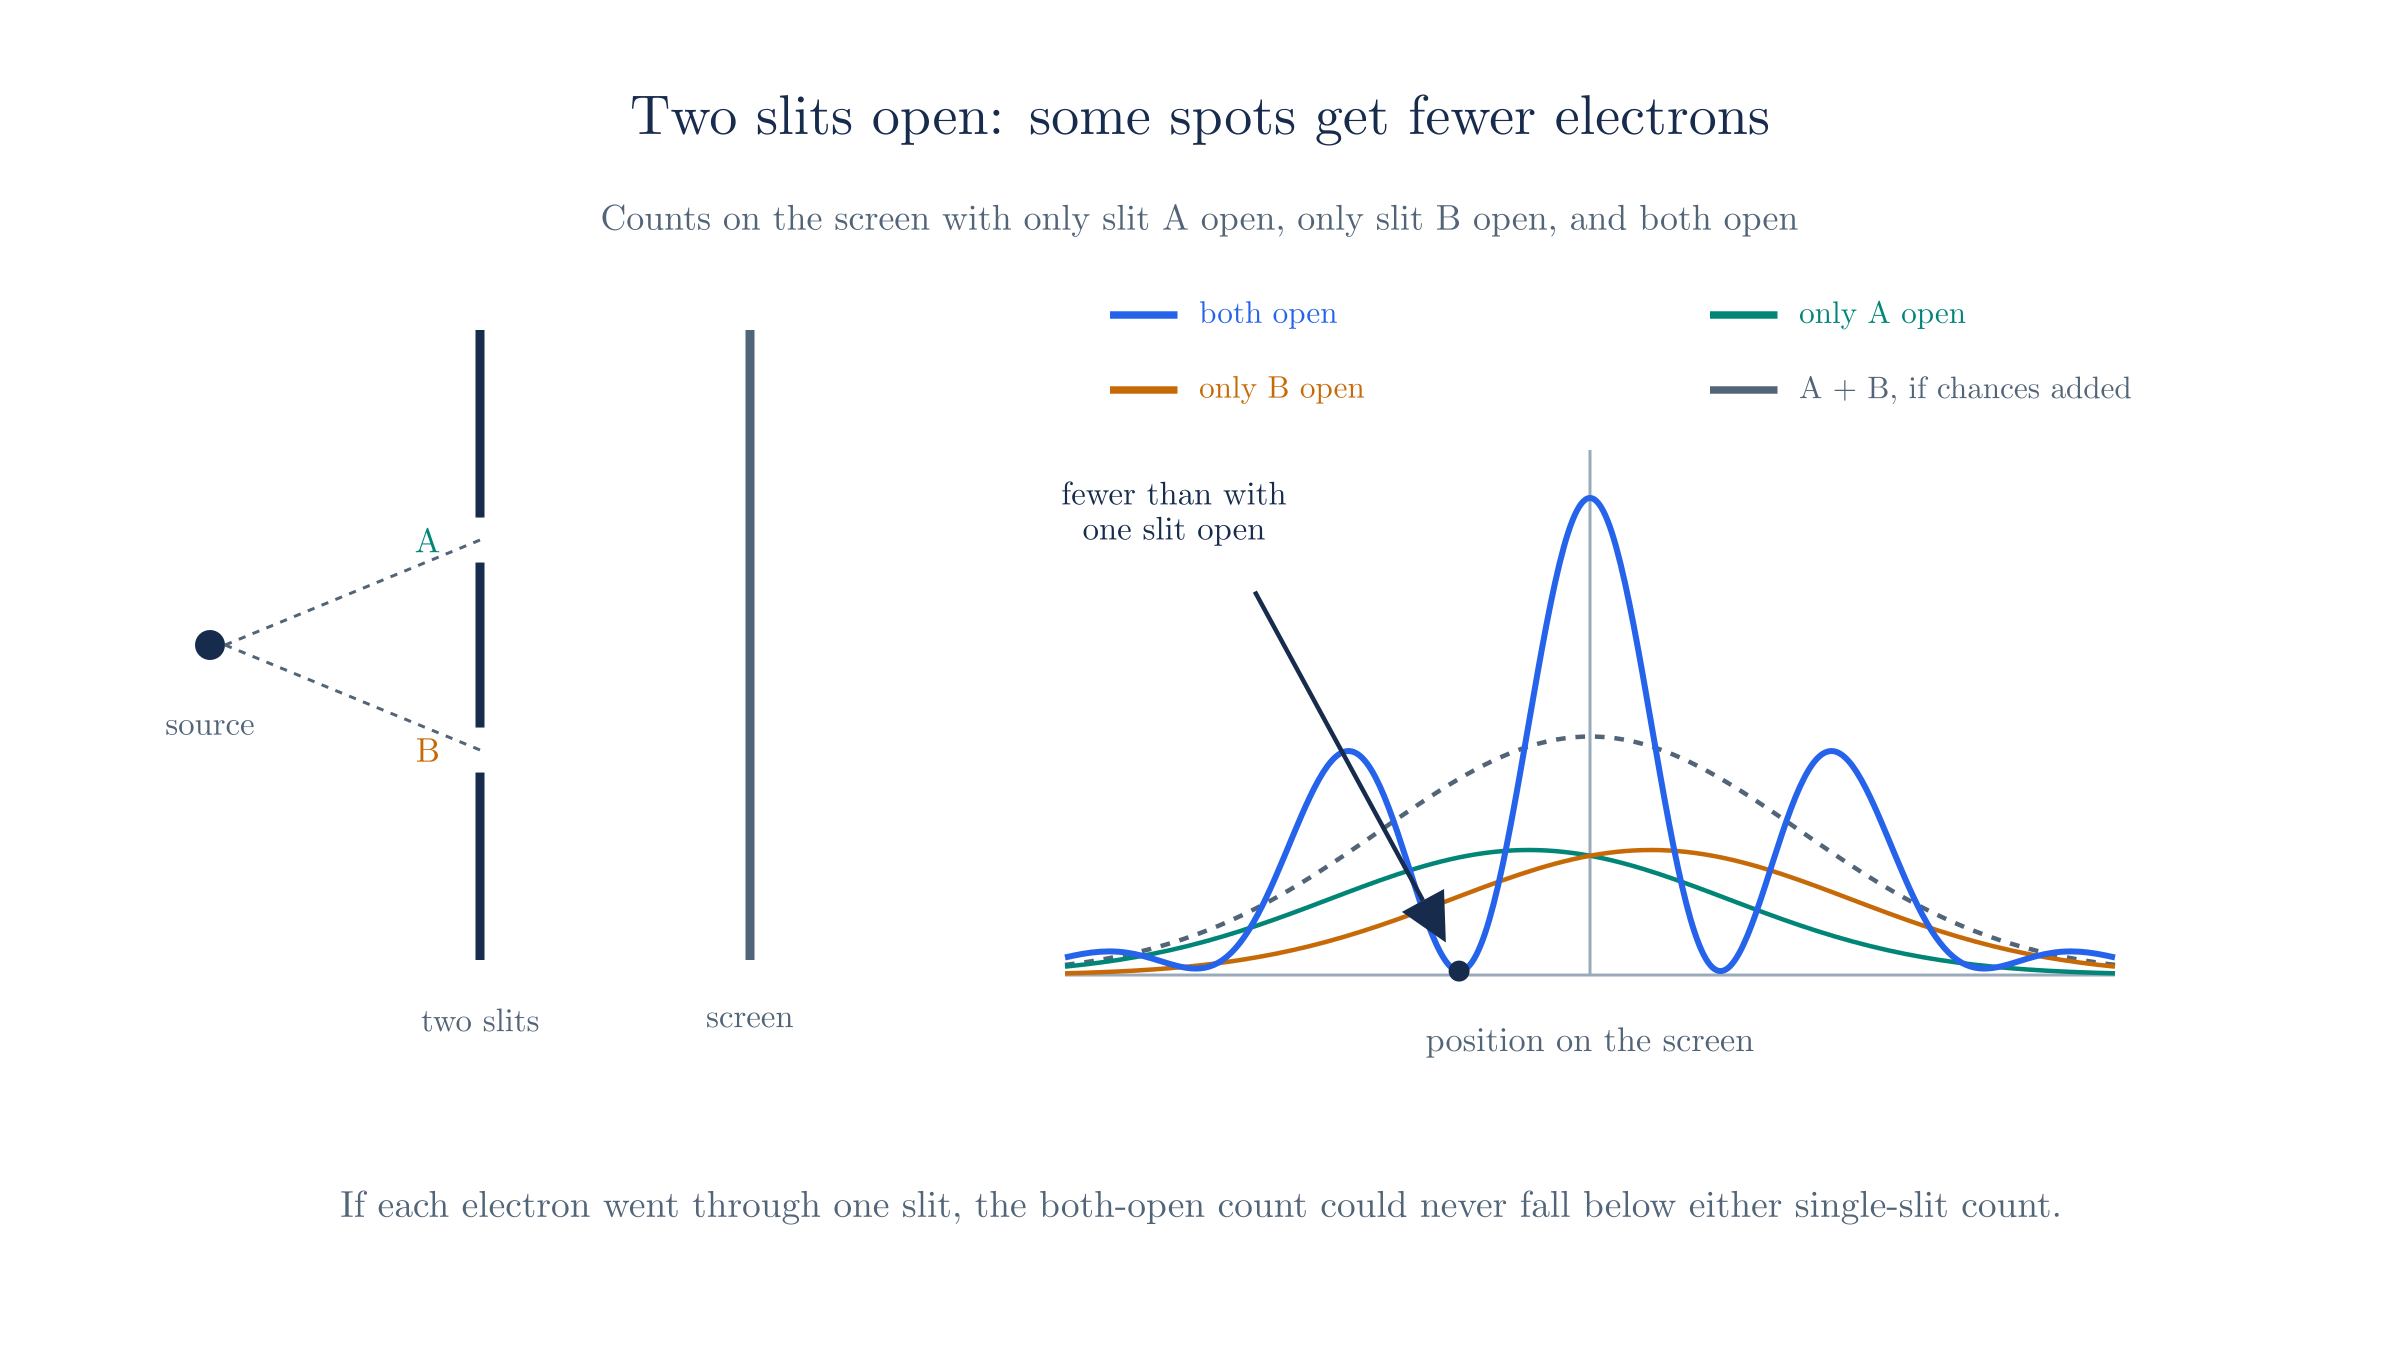 Two slits open: some spots get fewer electrons
Counts on the screen with only slit A open, only slit B open, and both open
both open
only A open
only B open
A + B, if chances added
fewer than with
one slit open
A
B
source
two slits
screen
position on the screen
If each electron went through one slit, the both-open count could never fall below either single-slit count.